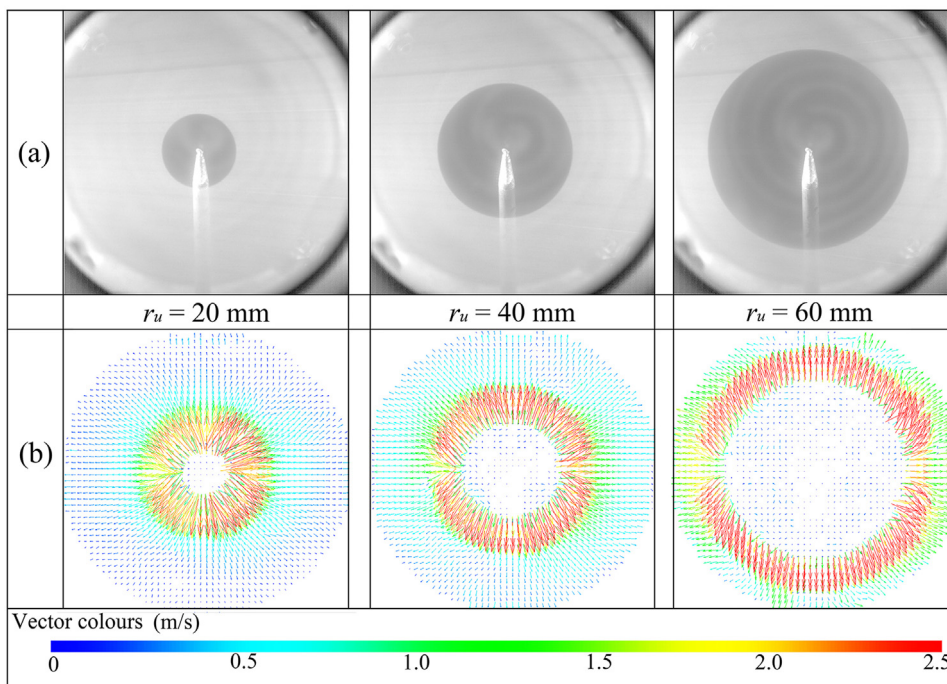 (a)
r_u = 20 mm r_u = 40 mm r_u = 60 mm
(b)
Vector colours (m/s)
0 0.5 1.0 1.5 2.0 2.5